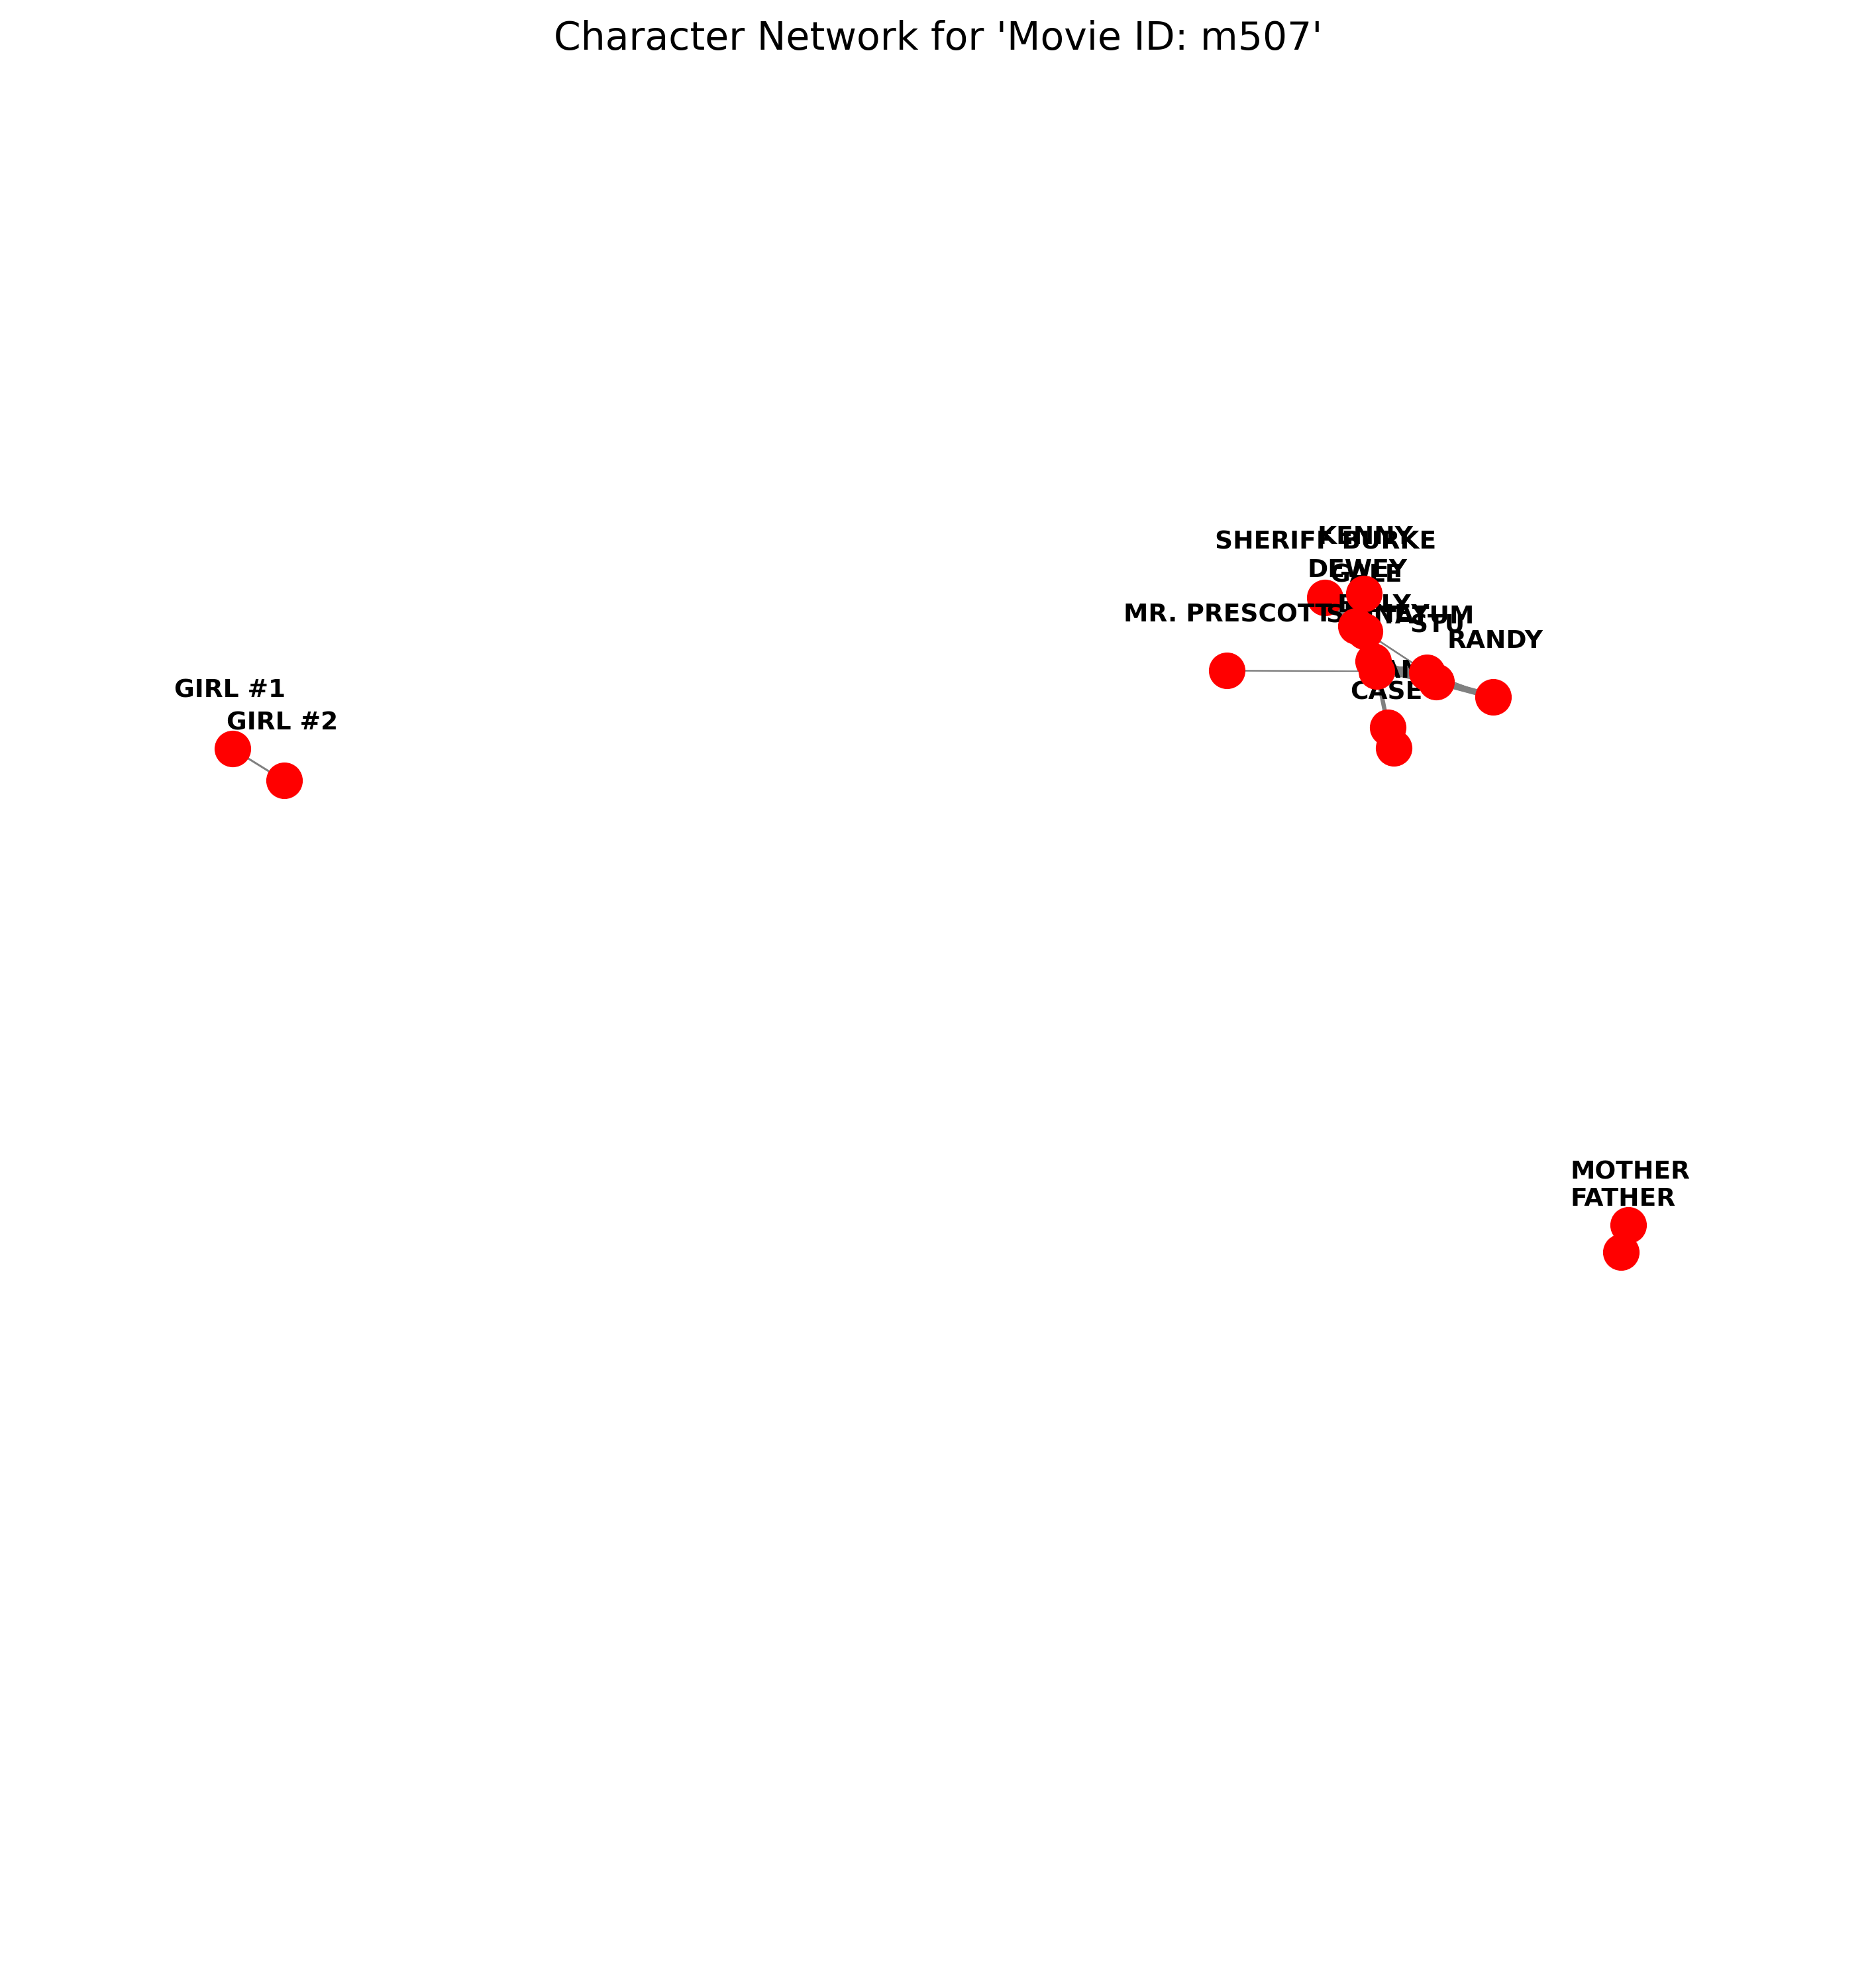 Character Network for 'Movie ID: m507'
KENNY
SHERIFF BURKE
DEWEY
GALE
MR. PRESCOTT
TATUM
STU
RANDY
CASEY
GIRL #1
GIRL #2
MOTHER
FATHER